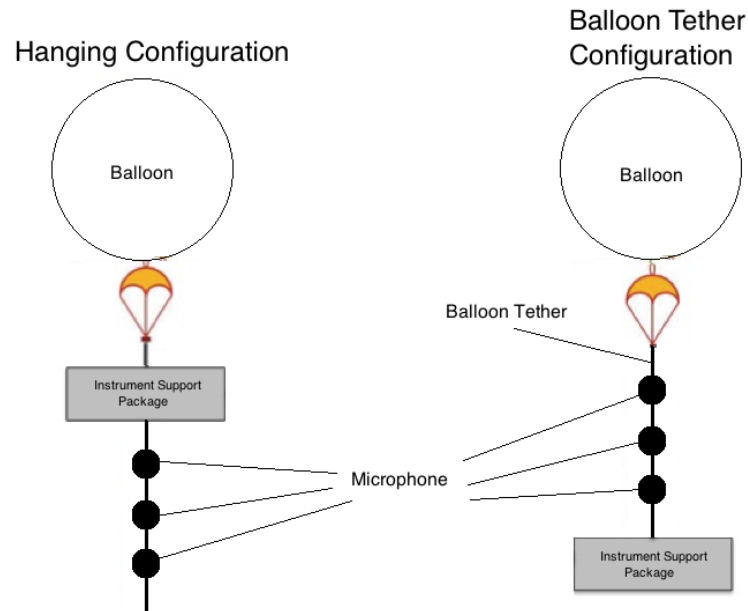 Hanging Configuration
Balloon Tether
Configuration
Balloon
Balloon
Balloon Tether
Instrument Support
Package
Microphone
Instrument Support
Package